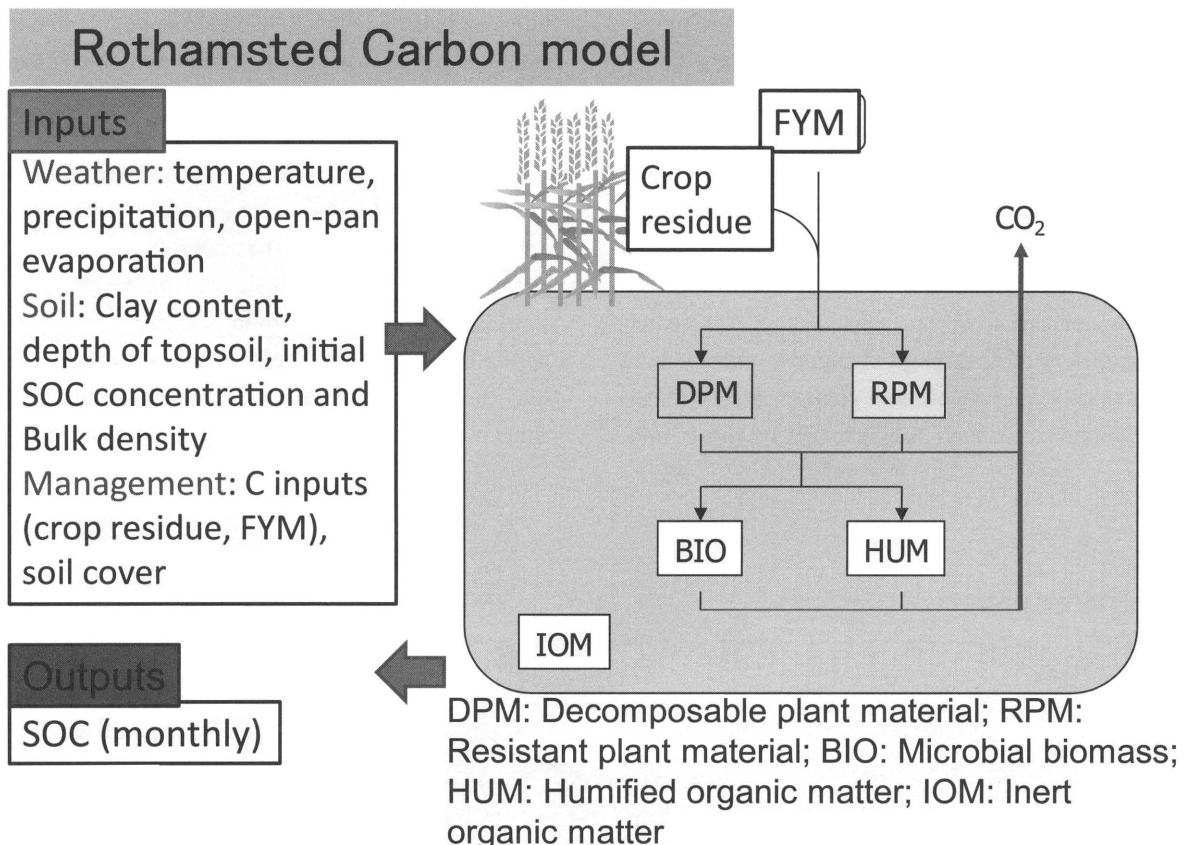 Rothamsted Carbon model
Inputs
Weather: temperature,
precipitation, open-pan
evaporation
Soil: Clay content,
depth of topsoil, initial
SOC concentration and
Bulk density
Management: C inputs
(crop residue, FYM),
soil cover
Outputs
SOC (monthly)
FYM
Crop
residue
CO₂
DPM
RPM
BIO
HUM
IOM
DPM: Decomposable plant material; RPM:
Resistant plant material; BIO: Microbial biomass;
HUM: Humified organic matter; IOM: Inert
organic matter